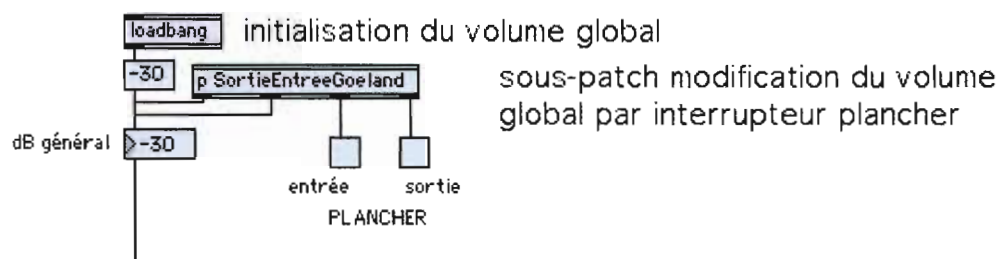 loadbang initialisation du volume global
-30 p SortieEntreeGoeland sous-patch modification du volume
global par interrupteur plancher
dB général -30
entrée sortie
PLANCHER